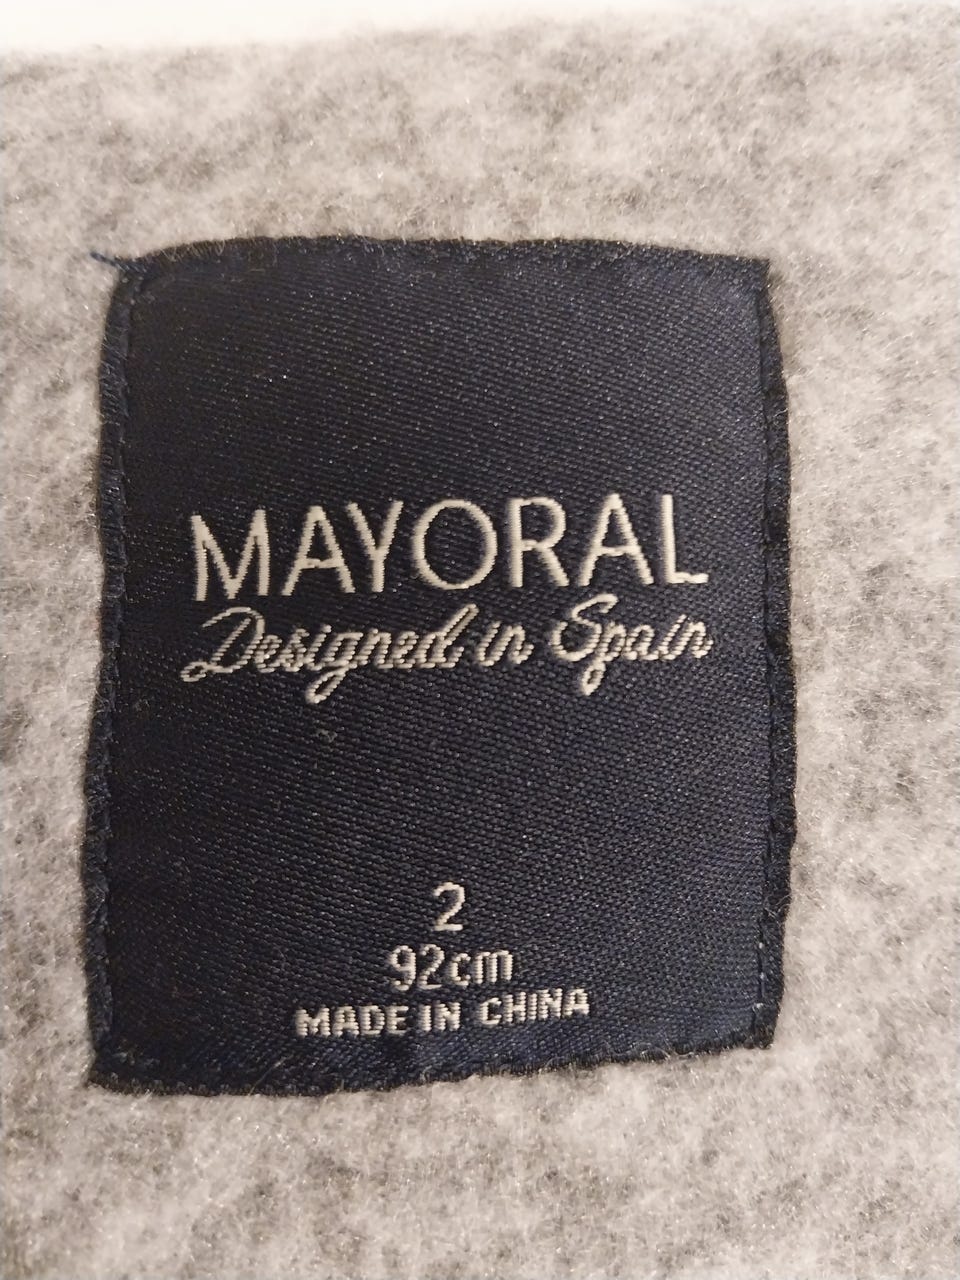 MAYORAL
Designed in Spain
2
92cm
MADE IN CHINA